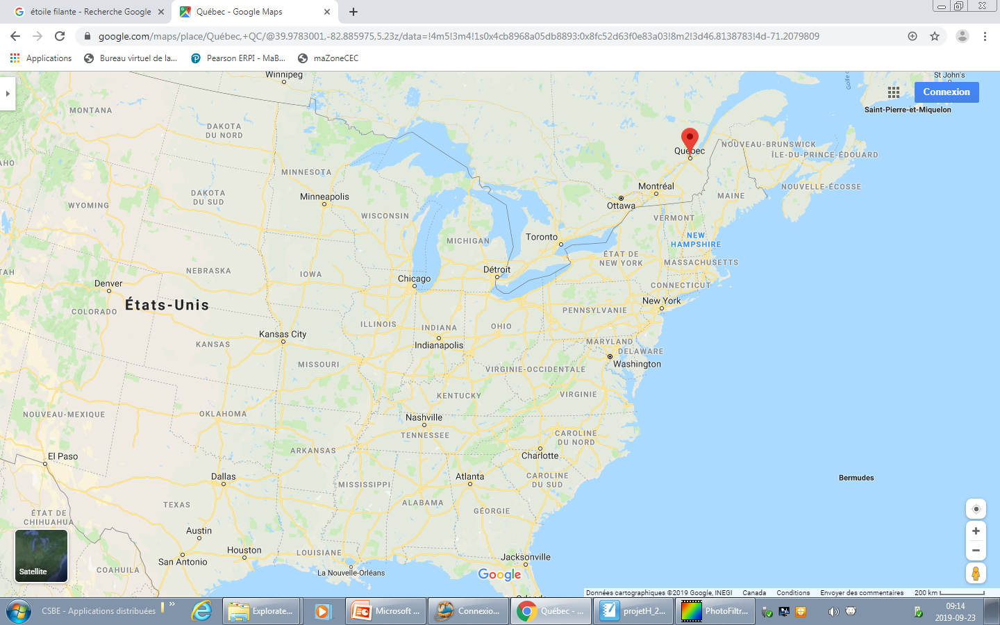 étoile filante - Recherche Google
Québec - Google Maps
google.com/maps/place/Québec,+QC/@39.9783001,-82.885975,5.23z/data=!4m5!3m4!1s0x4cb8968a05db8893:0x8fc52d63f0e83a03!8m2!3d46.8138783!4d-71.2079809
Applications
Bureau virtuel de la...
Pearson ERPI - MaB...
maZoneCEC
Winnipeg
St John's
Connexion
Saint-Pierre-et-Miquelon
MONTANA
DAKOTA
DU NORD
Québec
NOUVEAU-BRUNSWICK
ÎLE-DU-PRINCE-ÉDOUARD
AHO
MINNESOTA
Montréal
NOUVELLE-ÉCOSSE
DAKOTA
DU SUD
Minneapolis
MAINE
WYOMING
Ottawa
WISCONSIN
VERMONT
Toronto
NEW
HAMPSHIRE
MICHIGAN
ÉTAT DE
NEW YORK
MASSACHUSETTS
TAH
NEBRASKA
IOWA
Détroit
Denver
Chicago
CONNECTICUT
États-Unis
New York
COLORADO
PENNSYLVANIE
ILLINOIS
INDIANA
OHIO
Kansas City
KANSAS
Indianapolis
MARYLAND
DELAWARE
MISSOURI
Washington
VIRGINIE-OCCIDENTALE
KENTUCKY
VIRGINIE
NOUVEAU-MEXIQUE
OKLAHOMA
Nashville
TENNESSEE
CAROLINE
DU NORD
ARKANSAS
El Paso
Charlotte
Dallas
Atlanta
CAROLINE
DU SUD
Bermudes
MISSISSIPPI
TEXAS
ALABAMA
GÉORGIE
ÉTAT DE
CHIHUAHUA
Austin
Houston
LOUISIANE
San Antonio
Jacksonville
Satellite
COAHUILA
La Nouvelle-Orléans
Google
Données cartographiques ©2019 Google, INEGI
Canada
Conditions
Envoyer des commentaires
200 km
CSBE - Applications distribuées
»
Explorate...
Microsoft ...
Connexio...
Québec - ...
projetH_2...
PhotoFiltr...
09:14
2019-09-23